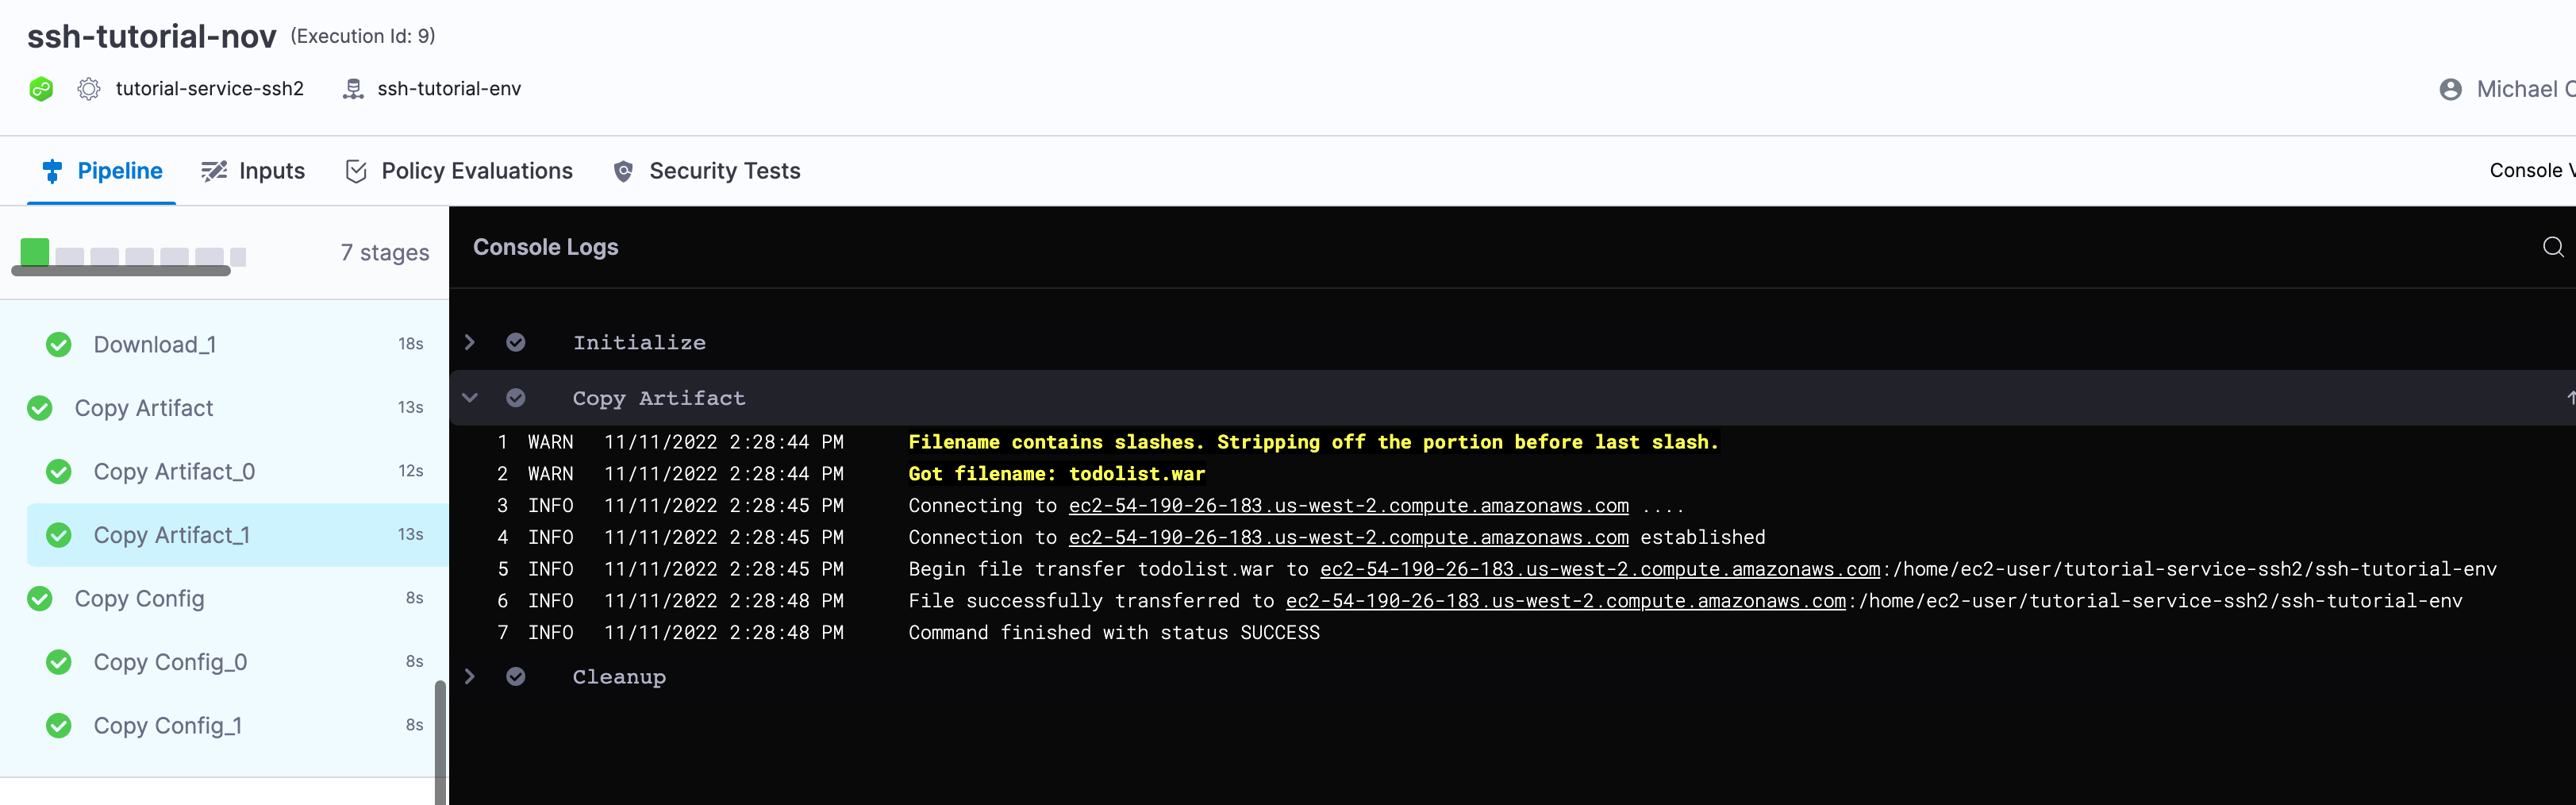 ssh-tutorial-nov (Execution Id: 9)
tutorial-service-ssh2 ssh-tutorial-env
Michael C
Pipeline Inputs Policy Evaluations Security Tests
Console V
7 stages
Download_1 18s
Copy Artifact 13s
Copy Artifact_0 12s
Copy Artifact_1 13s
Copy Config 8s
Copy Config_0 8s
Copy Config_1 8s
Console Logs
Initialize
Copy Artifact
1 WARN 11/11/2022 2:28:44 PM Filename contains slashes. Stripping off the portion before last slash.
2 WARN 11/11/2022 2:28:44 PM Got filename: todolist.war
3 INFO 11/11/2022 2:28:45 PM Connecting to ec2-54-190-26-183.us-west-2.compute.amazonaws.com ....
4 INFO 11/11/2022 2:28:45 PM Connection to ec2-54-190-26-183.us-west-2.compute.amazonaws.com established
5 INFO 11/11/2022 2:28:45 PM Begin file transfer todolist.war to ec2-54-190-26-183.us-west-2.compute.amazonaws.com:/home/ec2-user/tutorial-service-ssh2/ssh-tutorial-env
6 INFO 11/11/2022 2:28:48 PM File successfully transferred to ec2-54-190-26-183.us-west-2.compute.amazonaws.com:/home/ec2-user/tutorial-service-ssh2/ssh-tutorial-env
7 INFO 11/11/2022 2:28:48 PM Command finished with status SUCCESS
Cleanup